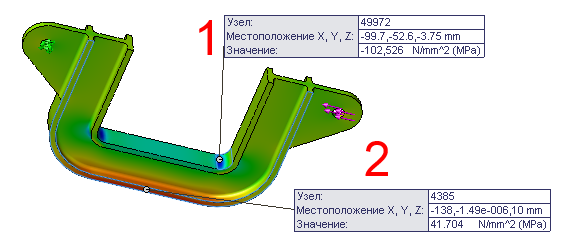 1
Узел: 49972
Местоположение X, Y, Z: -99.7,-52.6,-3.75 mm
Значение: -102,526 N/mm^2 (MPa)
2
Узел: 4385
Местоположение X, Y, Z: -138,-1.49e-006,10 mm
Значение: 41.704 N/mm^2 (MPa)